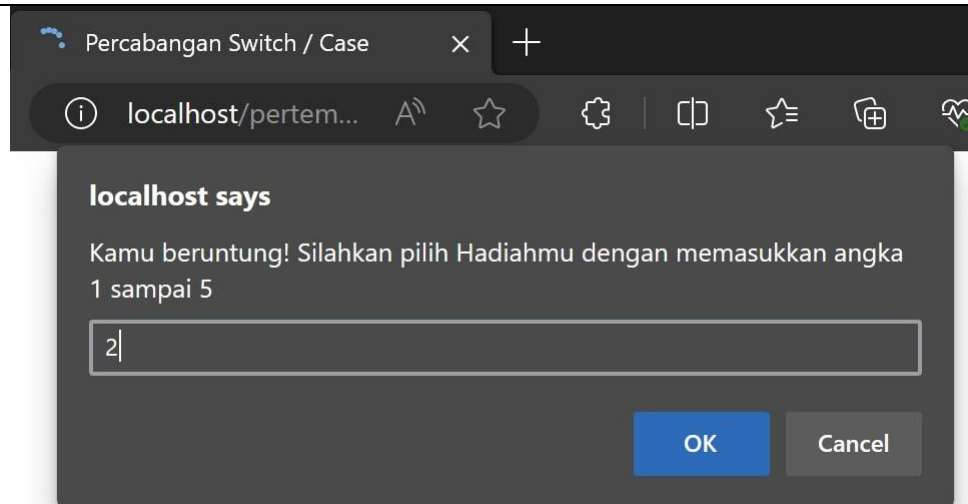 Percabangan Switch / Case
localhost/pertem...
localhost says
Kamu beruntung! Silahkan pilih Hadiahmu dengan memasukkan angka
1 sampai 5
2
OK
Cancel